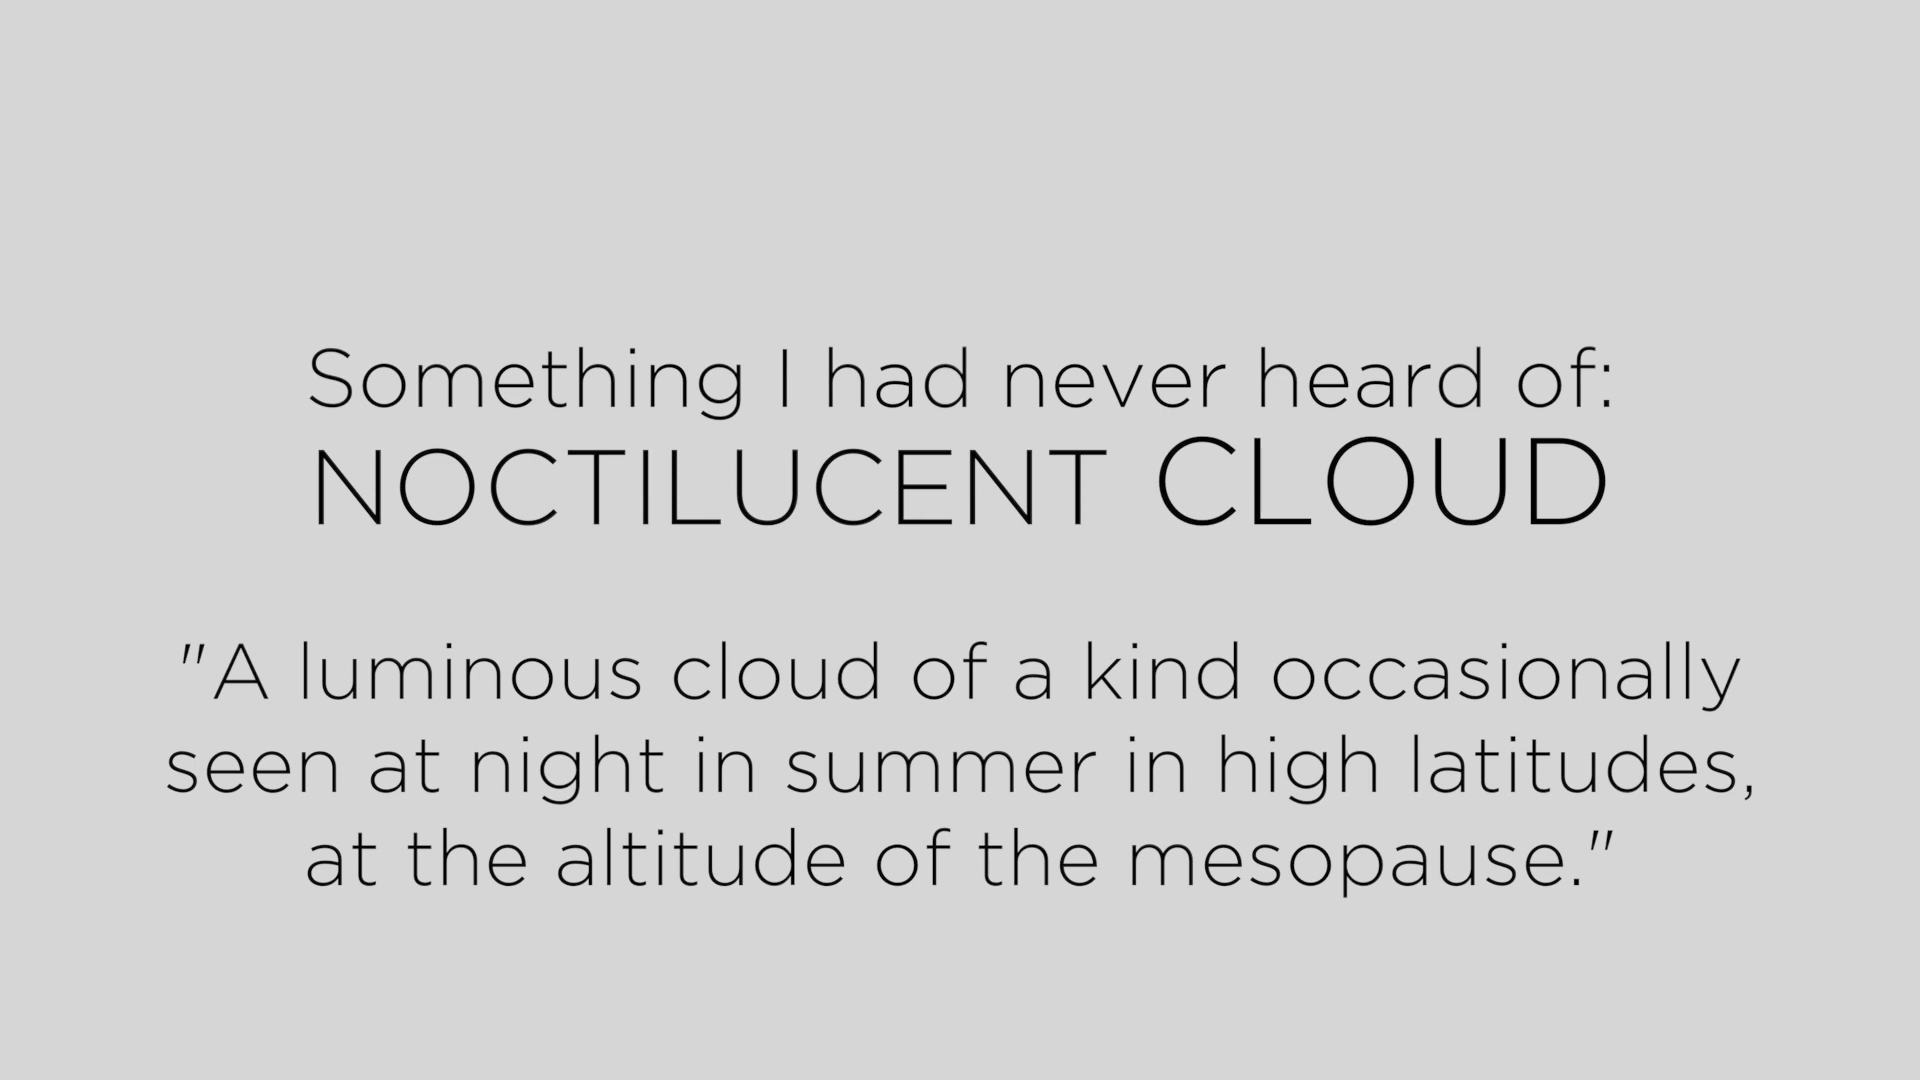 Something I had never heard of:
NOCTILUCENT CLOUD
"A luminous cloud of a kind occasionally
seen at night in summer in high latitudes,
at the altitude of the mesopause."